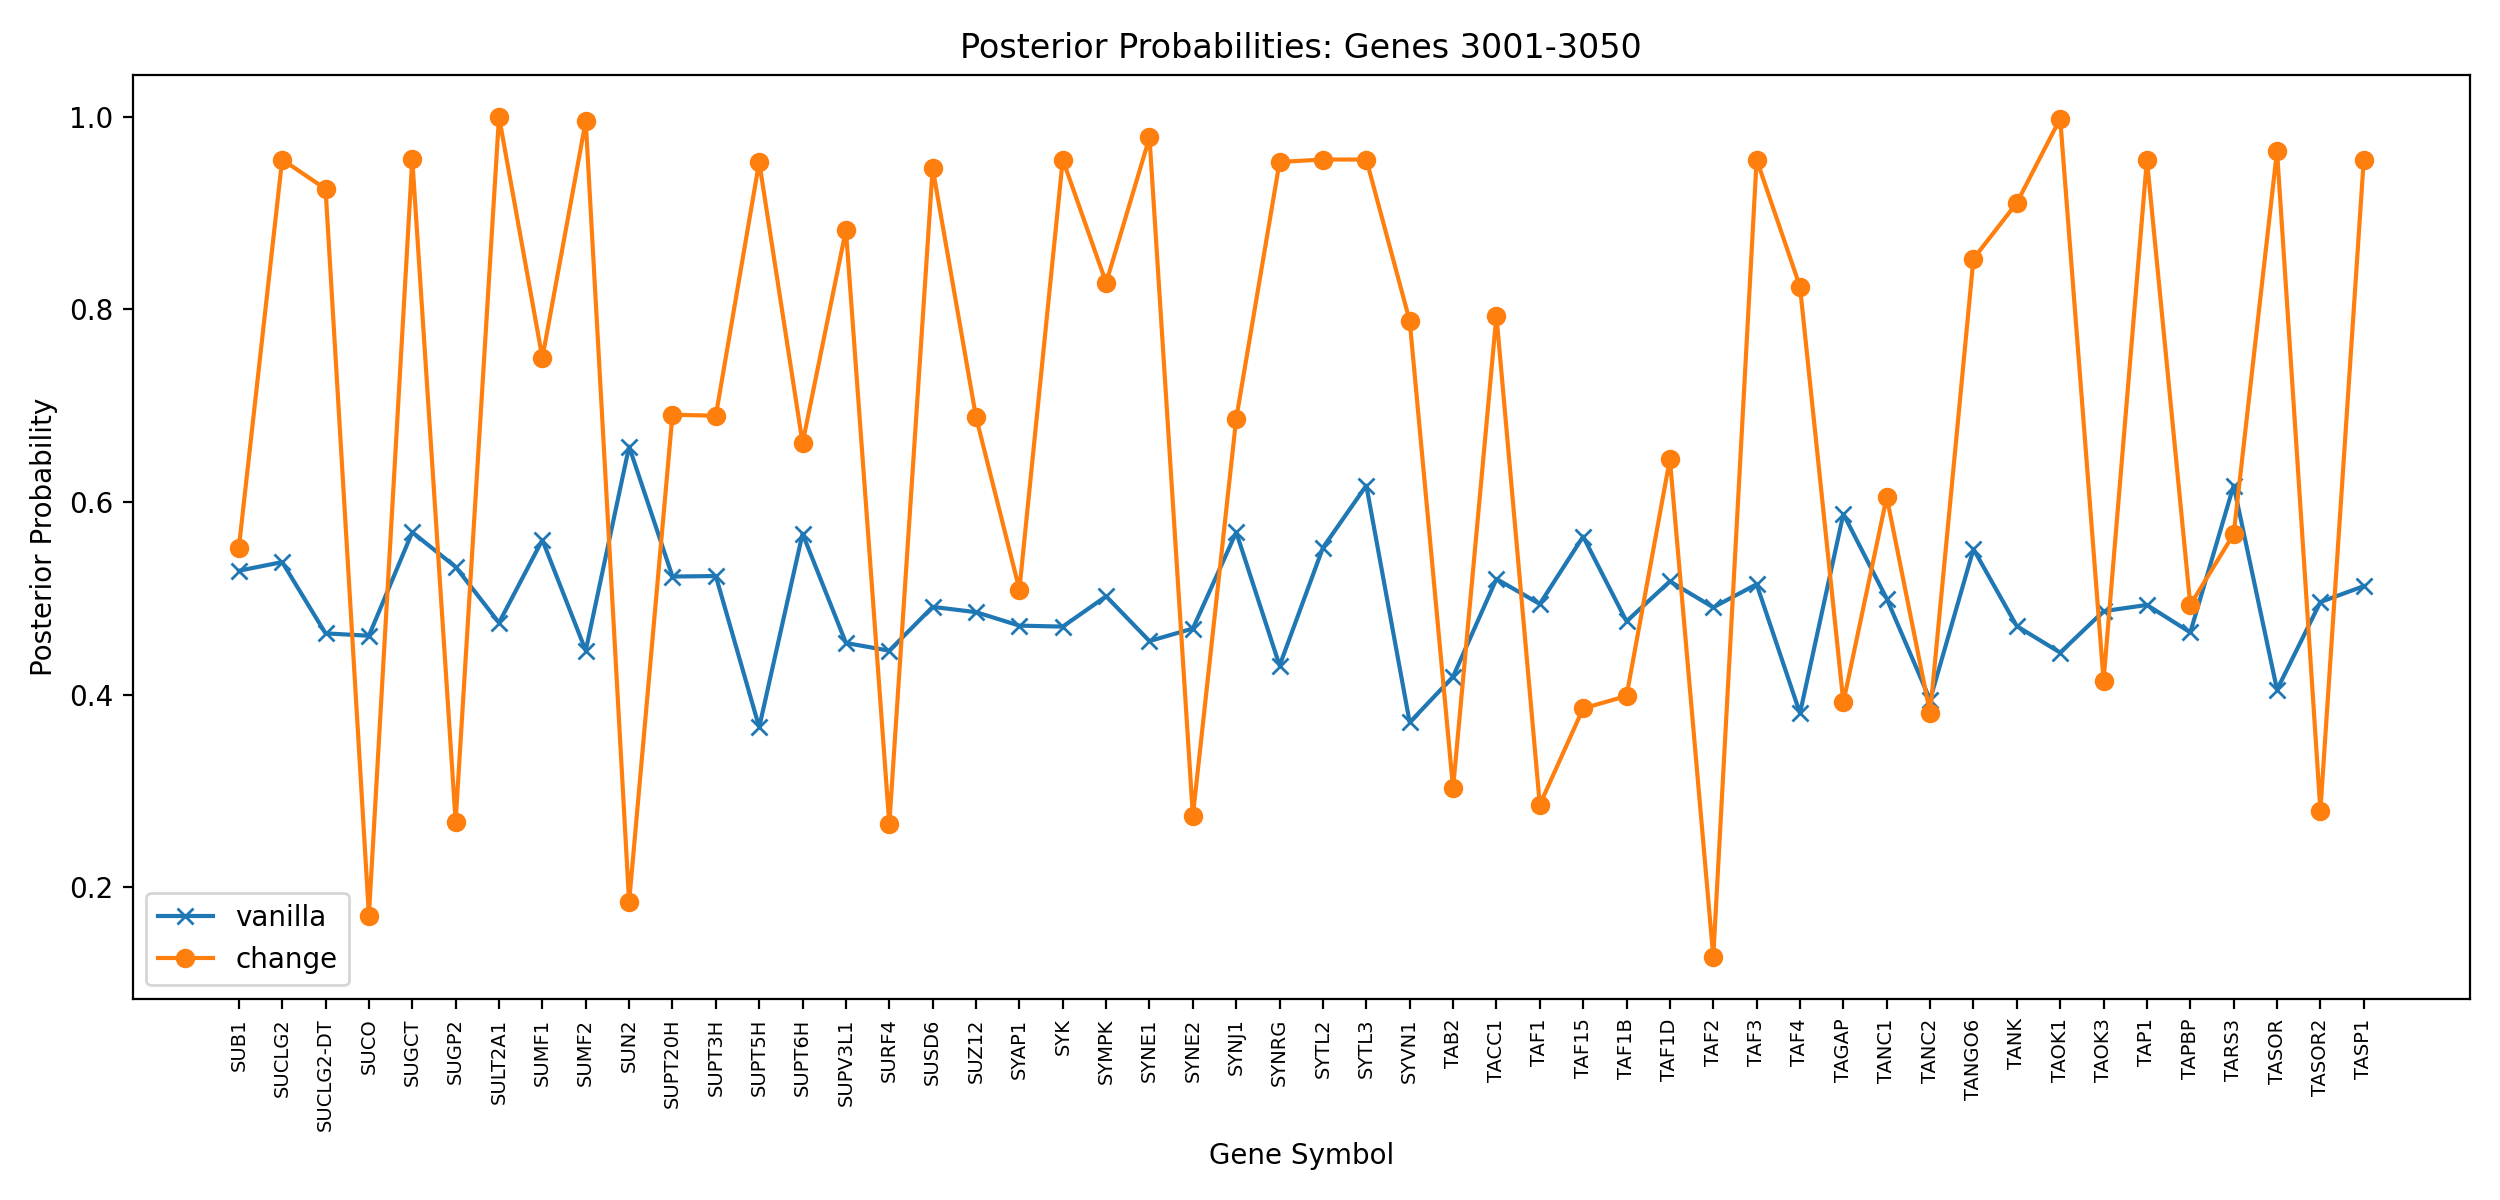 Posterior Probabilities: Genes 3001-3050
Posterior Probability
1.0
0.8
0.6
0.4
0.2
vanilla
change
SUB1
SUCLG2
SUCLG2-DT
SUCO
SUGCT
SUGP2
SULT2A1
SUMF1
SUMF2
SUN2
SUPT20H
SUPT3H
SUPT5H
SUPT6H
SUPV3L1
SURF4
SUSD6
SUZ12
SYAP1
SYK
SYMPK
SYNE1
SYNE2
SYNJ1
SYNRG
SYTL2
SYTL3
SYVN1
TAB2
TACC1
TAF1
TAF15
TAF1B
TAF1D
TAF2
TAF3
TAF4
TAGAP
TANC1
TANC2
TANGO6
TANK
TAOK1
TAOK3
TAP1
TAPBP
TARS3
TASOR
TASOR2
TASP1
Gene Symbol